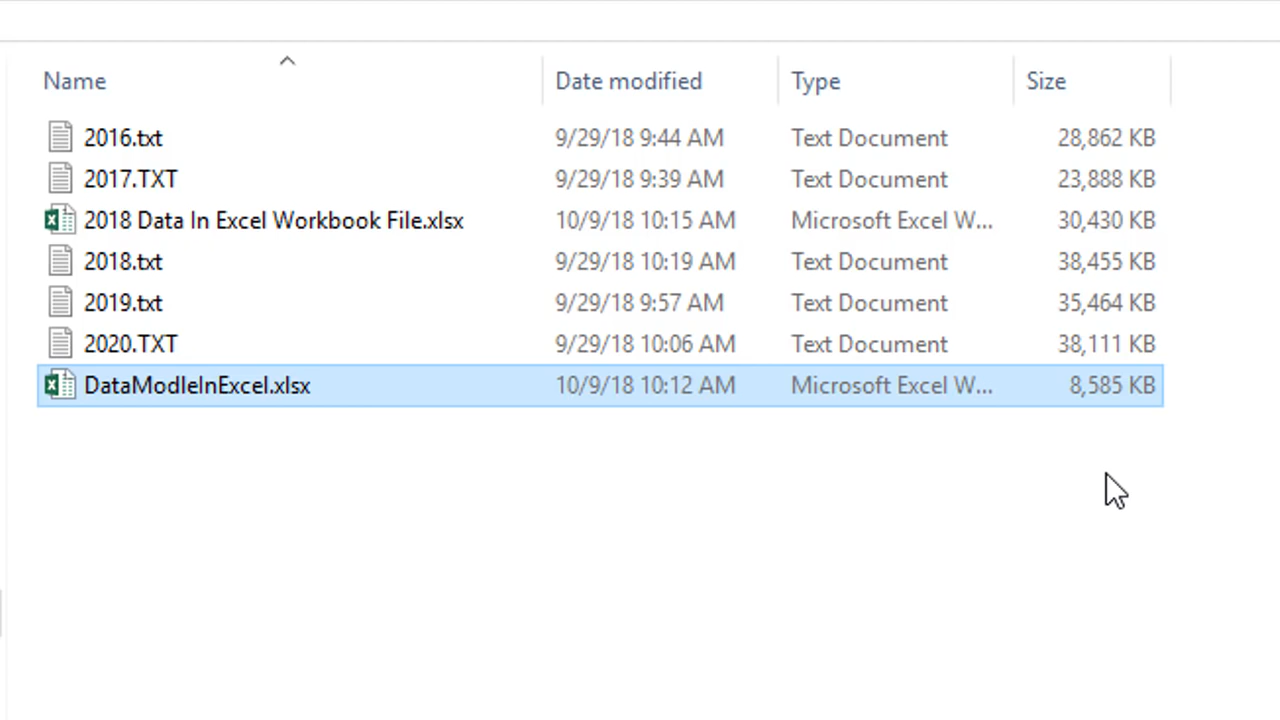 Name Date modified Type Size
2016.txt 9/29/18 9:44 AM Text Document 28,862 KB
2017.TXT 9/29/18 9:39 AM Text Document 23,888 KB
2018 Data In Excel Workbook File.xlsx 10/9/18 10:15 AM Microsoft Excel W... 30,430 KB
2018.txt 9/29/18 10:19 AM Text Document 38,455 KB
2019.txt 9/29/18 9:57 AM Text Document 35,464 KB
2020.TXT 9/29/18 10:06 AM Text Document 38,111 KB
DataModleInExcel.xlsx 10/9/18 10:12 AM Microsoft Excel W... 8,585 KB